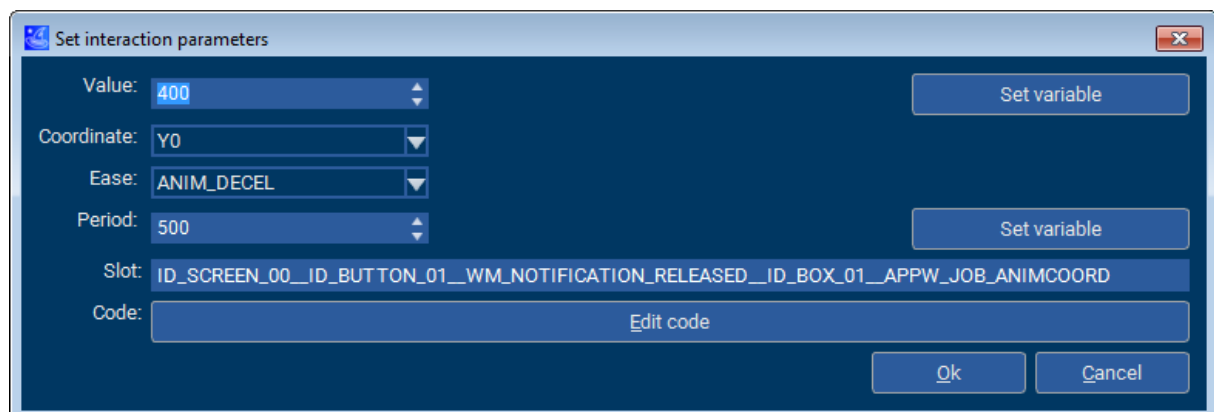 Set interaction parameters
Value: 400 Set variable
Coordinate: Y0
Ease: ANIM_DECEL
Period: 500 Set variable
Slot: ID_SCREEN_00__ID_BUTTON_01__WM_NOTIFICATION_RELEASED__ID_BOX_01__APPW_JOB_ANIMCOORD
Code: Edit code
Ok Cancel